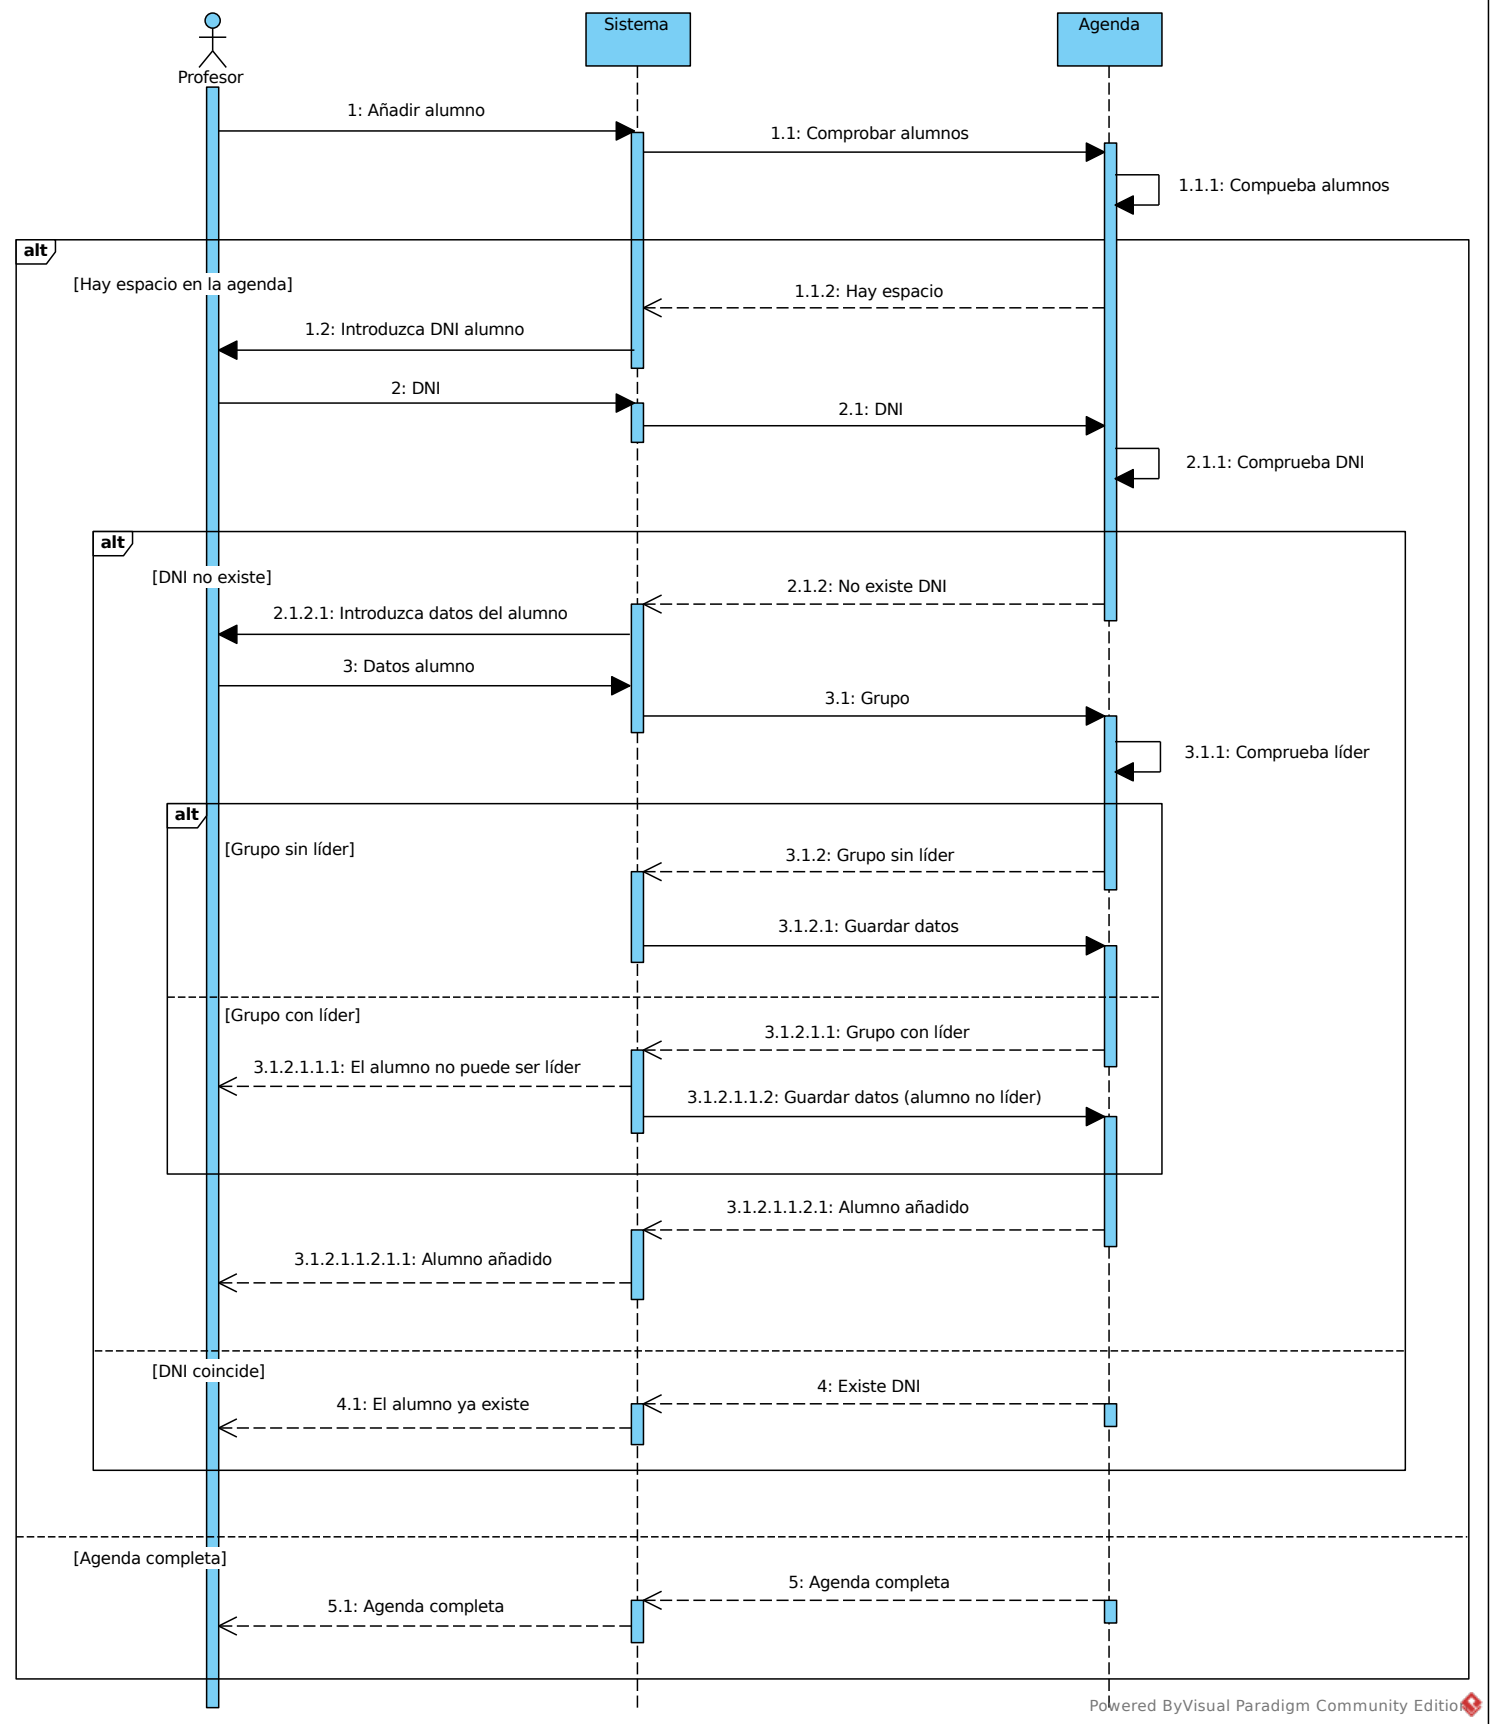 Profesor
Sistema
Agenda
1: Añadir alumno
1.1: Comprobar alumnos
1.1.1: Compueba alumnos
alt
[Hay espacio en la agenda]
1.1.2: Hay espacio
1.2: Introduzca DNI alumno
2: DNI
2.1: DNI
2.1.1: Comprueba DNI
alt
[DNI no existe]
2.1.2: No existe DNI
2.1.2.1: Introduzca datos del alumno
3: Datos alumno
3.1: Grupo
3.1.1: Comprueba líder
alt
[Grupo sin líder]
3.1.2: Grupo sin líder
3.1.2.1: Guardar datos
[Grupo con líder]
3.1.2.1.1: Grupo con líder
3.1.2.1.1.1: El alumno no puede ser líder
3.1.2.1.1.2: Guardar datos (alumno no líder)
3.1.2.1.1.2.1: Alumno añadido
3.1.2.1.1.2.1.1: Alumno añadido
[DNI coincide]
4: Existe DNI
4.1: El alumno ya existe
[Agenda completa]
5: Agenda completa
5.1: Agenda completa
Powered ByVisual Paradigm Community Edition